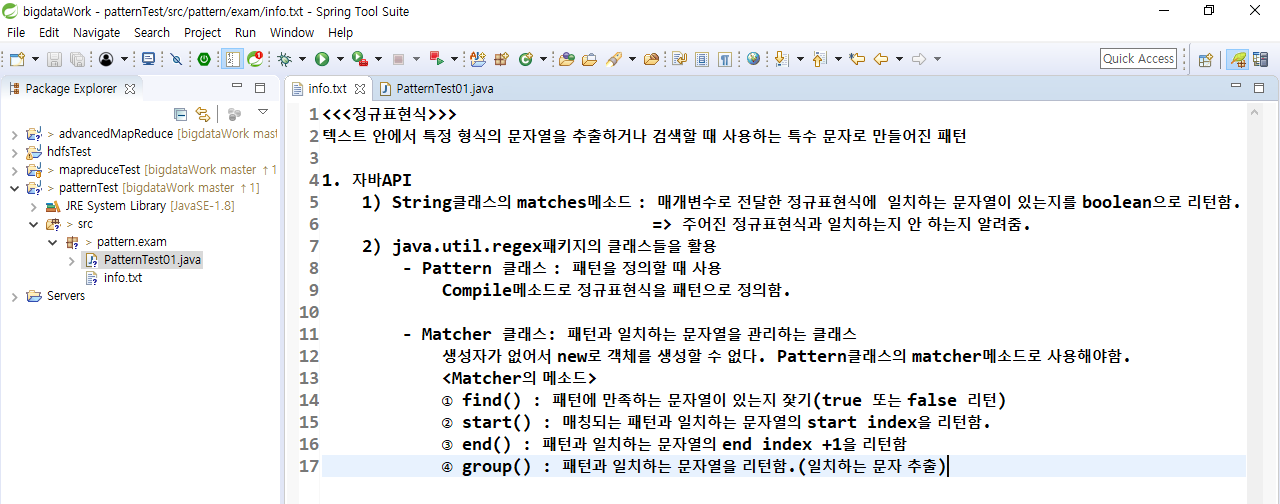 bigdataWork - patternTest/src/pattern/exam/info.txt - Spring Tool Suite
File Edit Navigate Search Project Run Window Help
Quick Access
Package Explorer
> advancedMapReduce [bigdataWork mast
hdfsTest
> mapreduceTest [bigdataWork master ↑1
> patternTest [bigdataWork master ↑1]
JRE System Library [JavaSE-1.8]
> src
> pattern.exam
PatternTest01.java
info.txt
Servers
info.txt PatternTest01.java
1 <<<정규표현식>>>
2 텍스트 안에서 특정 형식의 문자열을 추출하거나 검색할 때 사용하는 특수 문자로 만들어진 패턴
3
4 1. 자바API
5 1) String클래스의 matches메소드 : 매개변수로 전달한 정규표현식에 일치하는 문자열이 있는지를 boolean으로 리턴함.
6 => 주어진 정규표현식과 일치하는지 안 하는지 알려줌.
7 2) java.util.regex패키지의 클래스들을 활용
8 - Pattern 클래스 : 패턴을 정의할 때 사용
9 Compile메소드로 정규표현식을 패턴으로 정의함.
10
11 - Matcher 클래스: 패턴과 일치하는 문자열을 관리하는 클래스
12 생성자가 없어서 new로 객체를 생성할 수 없다. Pattern클래스의 matcher메소드로 사용해야함.
13 <Matcher의 메소드>
14 ① find() : 패턴에 만족하는 문자열이 있는지 찾기(true 또는 false 리턴)
15 ② start() : 매칭되는 패턴과 일치하는 문자열의 start index을 리턴함.
16 ③ end() : 패턴과 일치하는 문자열의 end index +1을 리턴함
17 ④ group() : 패턴과 일치하는 문자열을 리턴함.(일치하는 문자 추출)